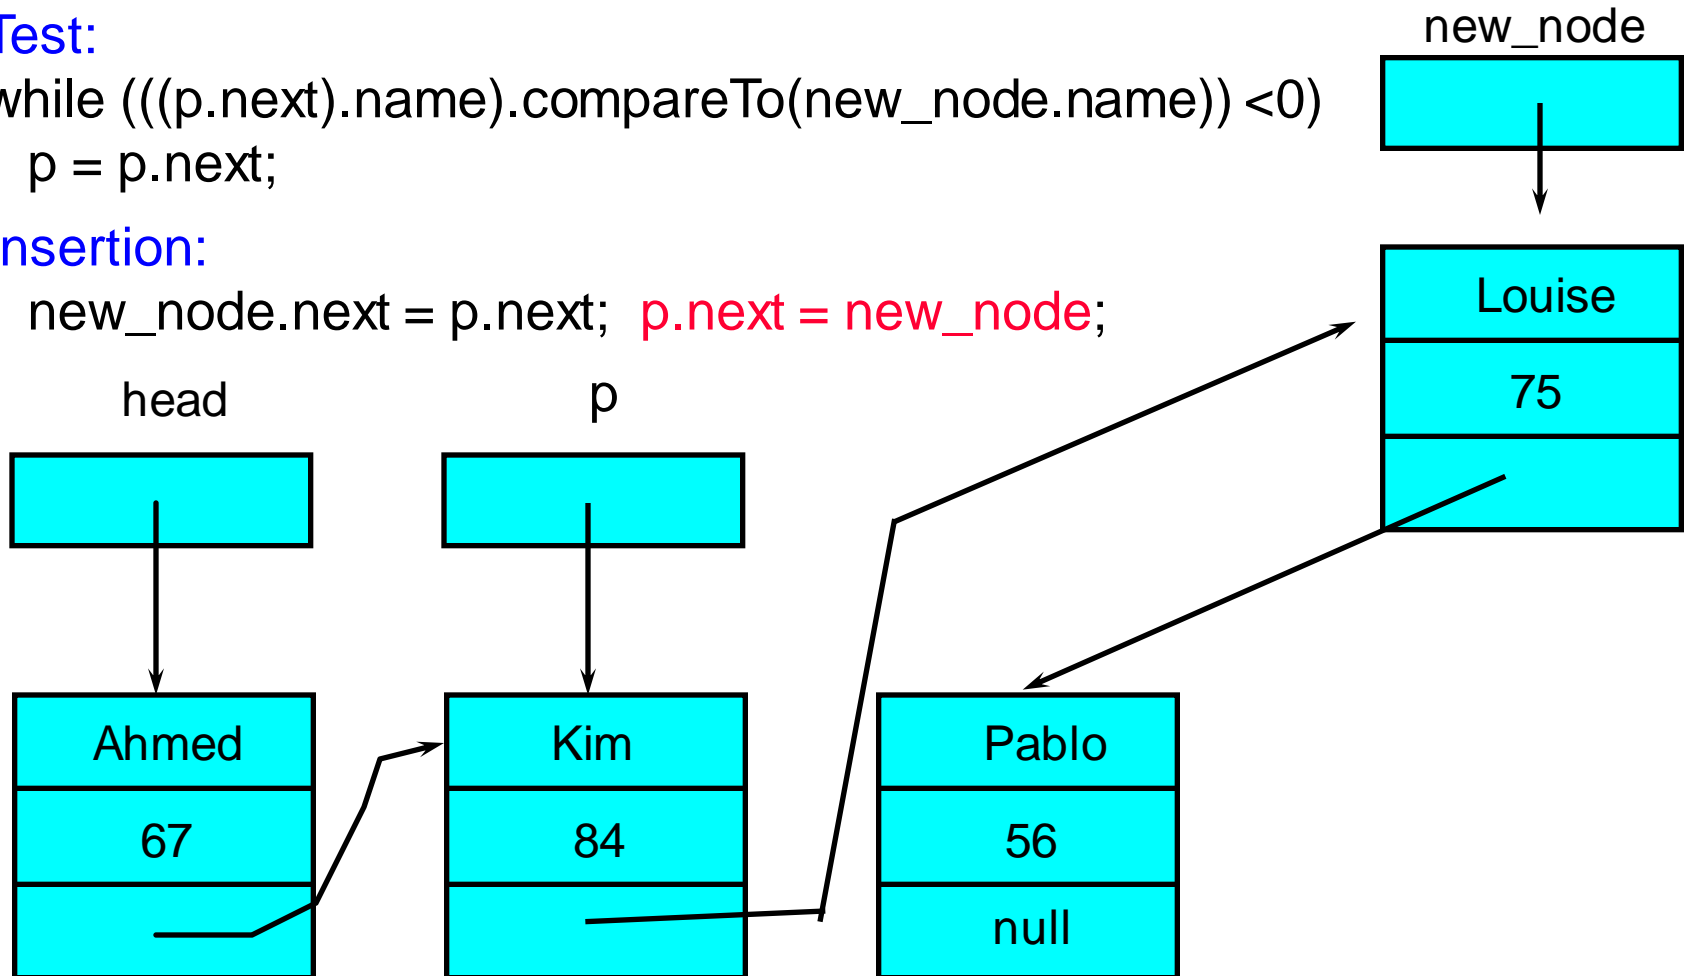 Test:
while (((p.next).name).compareTo(new_node.name)) <0)
p = p.next;
Insertion:
new_node.next = p.next; p.next = new_node;
new_node
Louise
75
head
p
Ahmed
67
Kim
84
Pablo
56
null